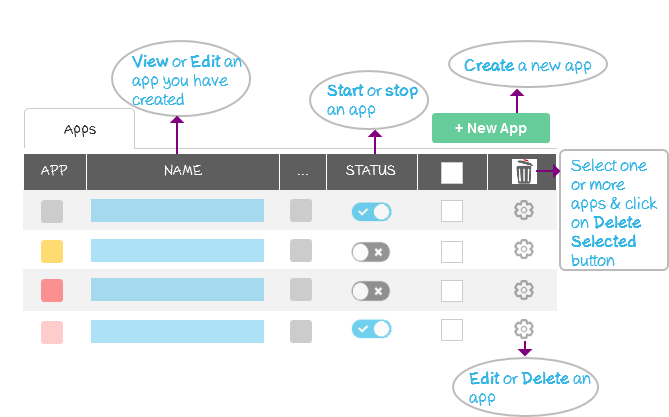 View or Edit an
app you have
created
Start or stop
an app
Create a new app
Apps
+ New App
APP
NAME
...
STATUS
Select one
or more
apps & click
on Delete
Selected
button
Edit or Delete an
app